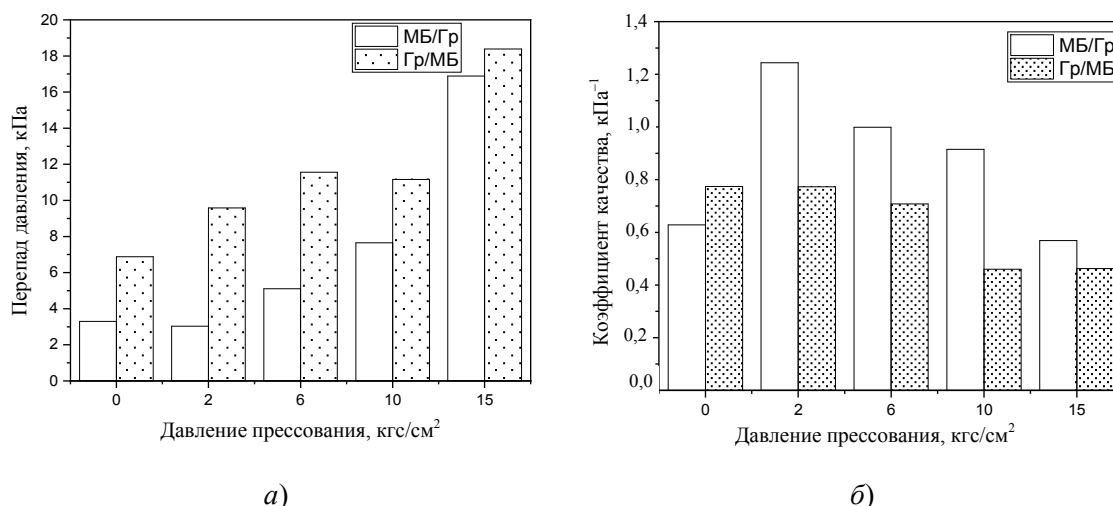 20
18
16
14
12
10
8
6
4
2
0
Перепад давления, кПа
МБ/Гр
Гр/МБ
0 2 6 10 15
Давление прессования, кгс/см²
а)
1,4
1,2
1,0
0,8
0,6
0,4
0,2
0,0
Коэффициент качества, кПа⁻¹
МБ/Гр
Гр/МБ
0 2 6 10 15
Давление прессования, кгс/см²
б)